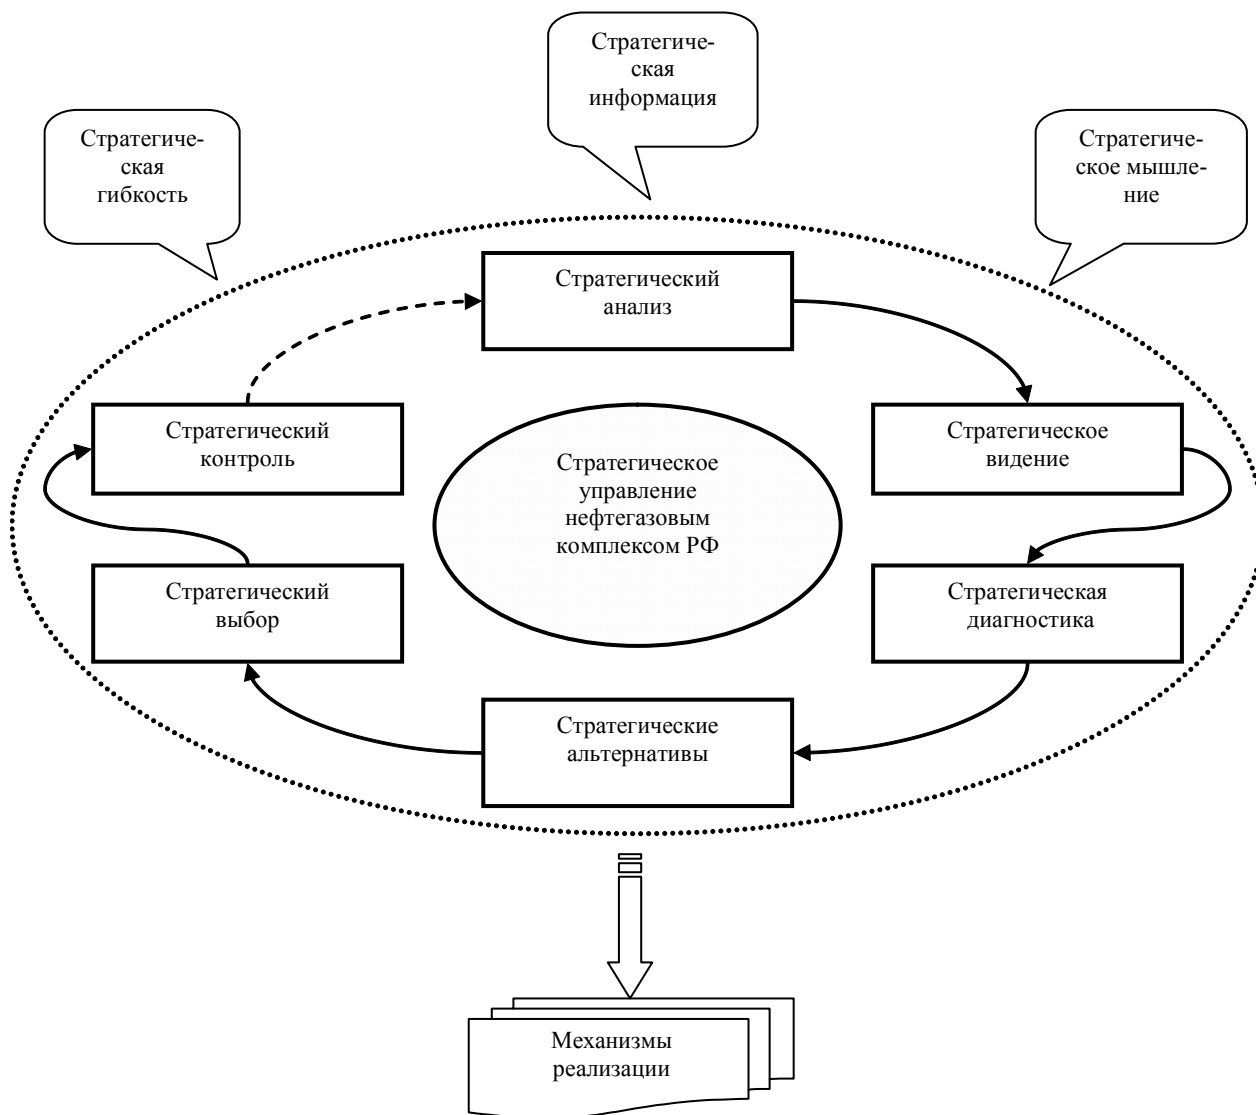 Стратегиче-
ская
информация
Стратегиче-
ская
гибкость
Стратегиче-
ское мышле-
ние
Стратегический
анализ
Стратегический
контроль
Стратегическое
управление
нефтегазовым
комплексом РФ
Стратегическое
видение
Стратегический
выбор
Стратегическая
диагностика
Стратегические
альтернативы
Механизмы
реализации